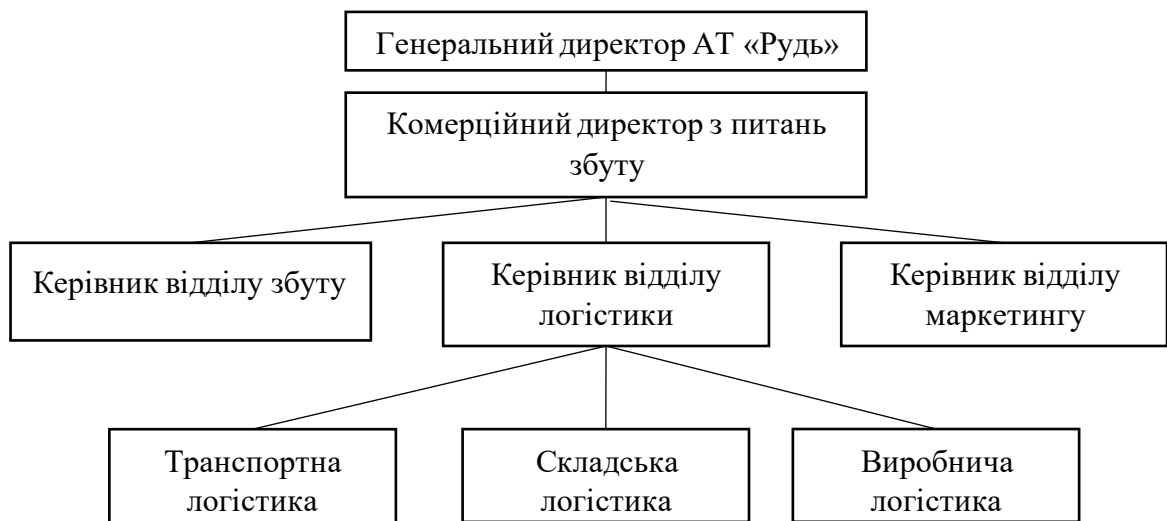 Генеральний директор АТ «Рудь»
Комерційний директор з питань
збуту
Керівник відділу збуту
Керівник відділу
логістики
Керівник відділу
маркетингу
Транспортна
логістика
Складська
логістика
Виробнича
логістика